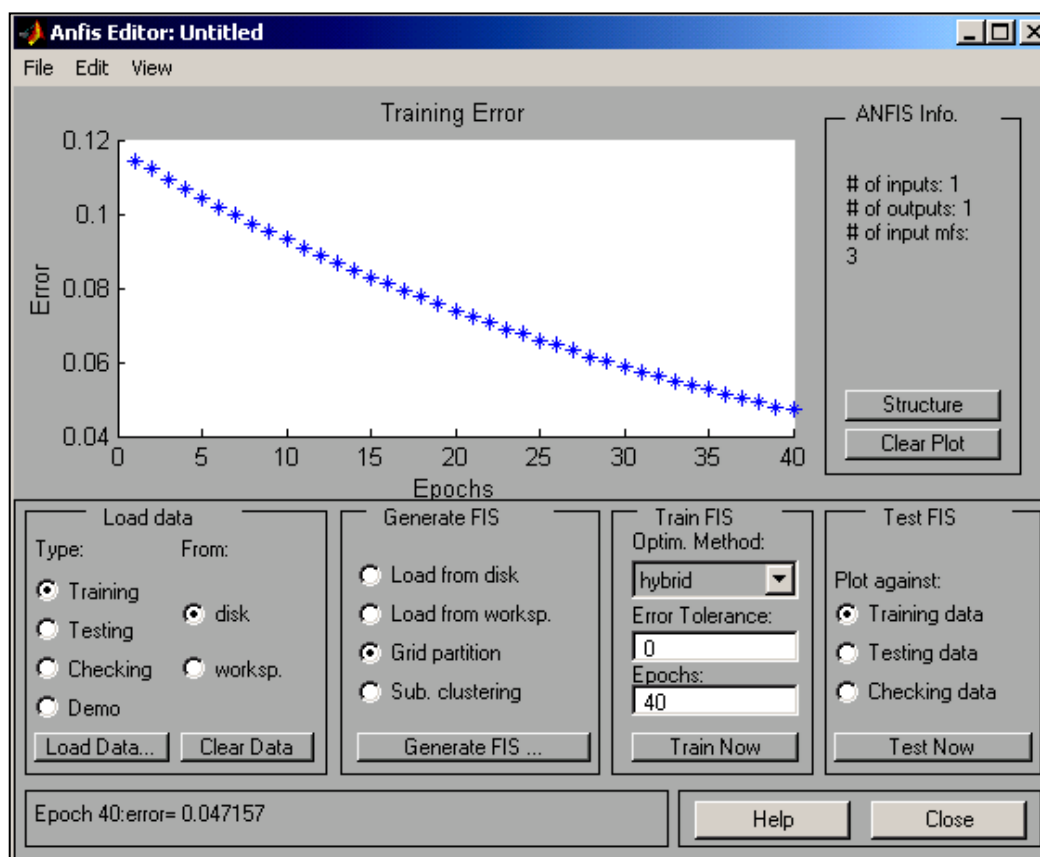 Anfis Editor: Untitled
File Edit View
Training Error
0.12
0.1
0.08
0.06
0.04
Error
0 5 10 15 20 25 30 35 40
Epochs
ANFIS Info.
# of inputs: 1
# of outputs: 1
# of input mfs:
3
Structure
Clear Plot
Load data
Type: From:
Training
disk
Testing
Checking
worksp.
Demo
Load Data... Clear Data
Generate FIS
Load from disk
Load from worksp.
Grid partition
Sub. clustering
Generate FIS ...
Train FIS
Optim. Method:
hybrid
Error Tolerance:
0
Epochs:
40
Train Now
Test FIS
Plot against:
Training data
Testing data
Checking data
Test Now
Epoch 40:error= 0.047157
Help Close